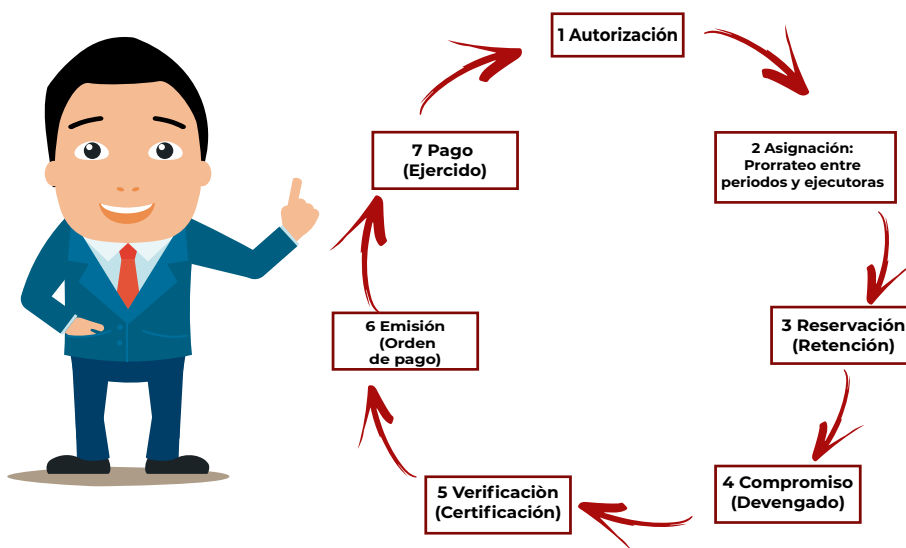 1 Autorización
2 Asignación:
Prorrateo entre
periodos y ejecutoras
3 Reservación
(Retención)
4 Compromiso
(Devengado)
5 Verificaciòn
(Certificación)
6 Emisión
(Orden
de pago)
7 Pago
(Ejercido)